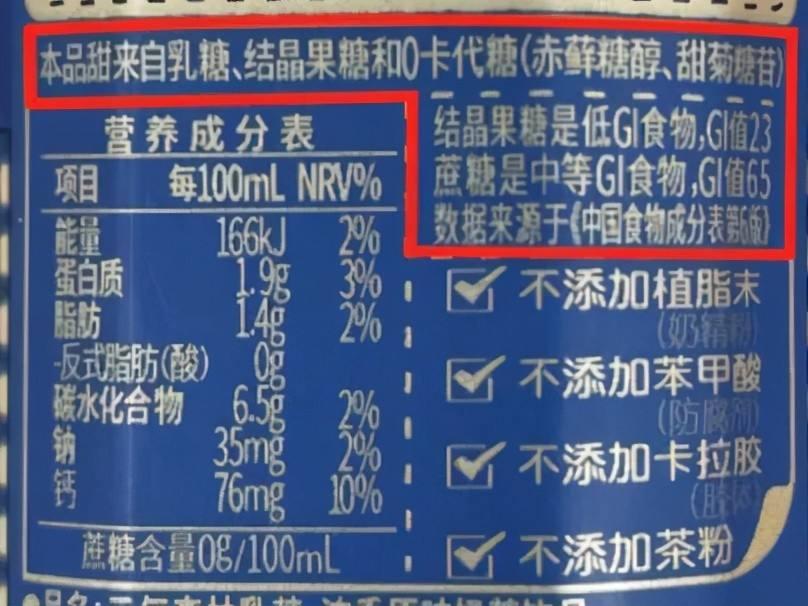 本品甜来自乳糖、结晶果糖和0卡代糖(赤藓糖醇、甜菊糖苷)
结晶果糖是低GI食物,GI值23
蔗糖是中等GI食物,GI值65
数据来源于《中国食物成分表第6版》
营养成分表
项目 每100mL NRV%
能量 166kJ 2%
蛋白质 1.9g 3%
脂肪 1.4g 2%
-反式脂肪(酸) 0g
碳水化合物 6.5g 2%
钠 35mg 2%
钙 76mg 10%
蔗糖含量0g/100mL
不添加植脂末
(奶精粉)
不添加苯甲酸
(防腐剂)
不添加卡拉胶
不添加茶粉